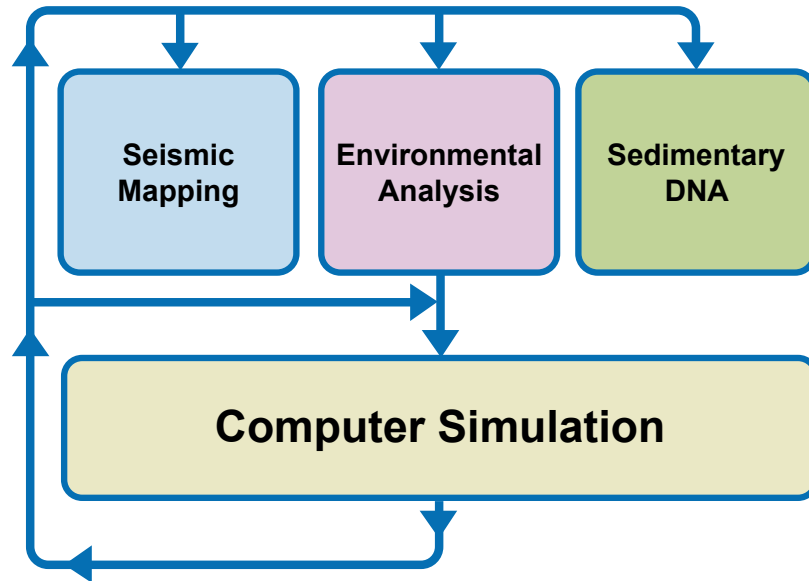 Seismic
Mapping
Environmental
Analysis
Sedimentary
DNA
Computer Simulation